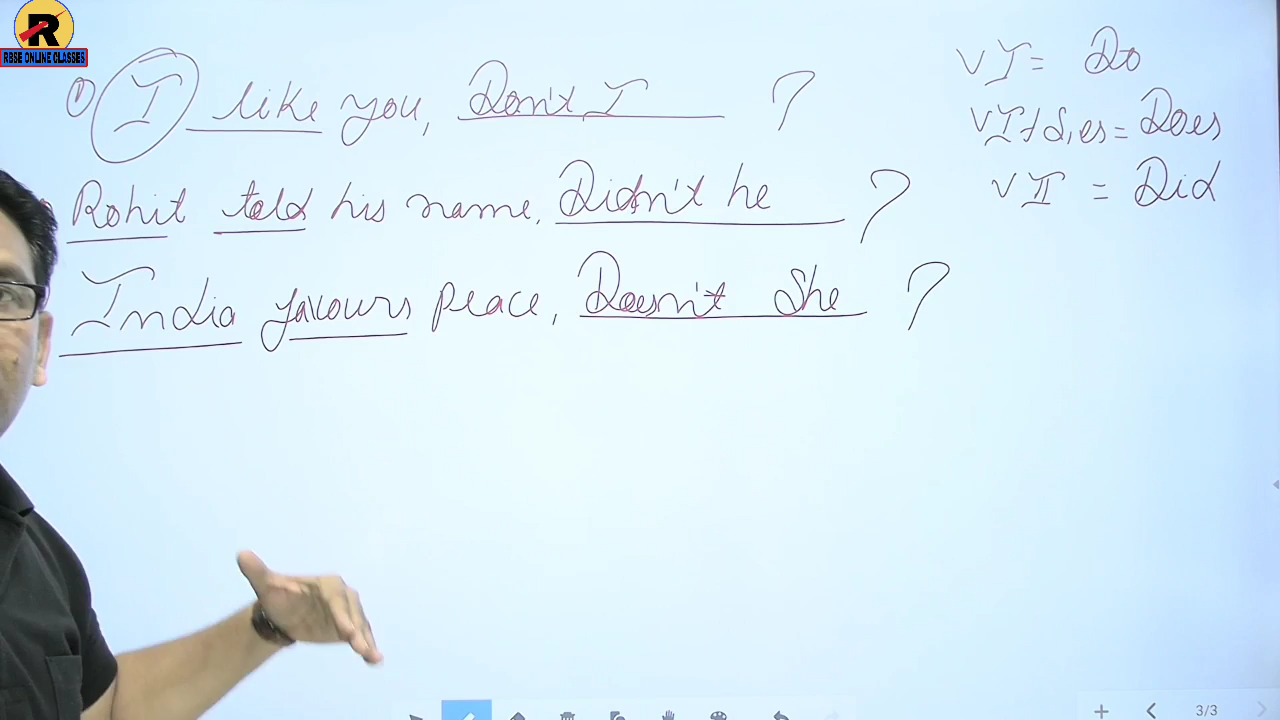 R
RBSE ONLINE CLASSES
① I like you, Don't I ?
Rohit told his name, Didn't he ?
India favours peace, Doesn't She ?
V I = Do
V I + s, es = Does
V II = Did
3/3